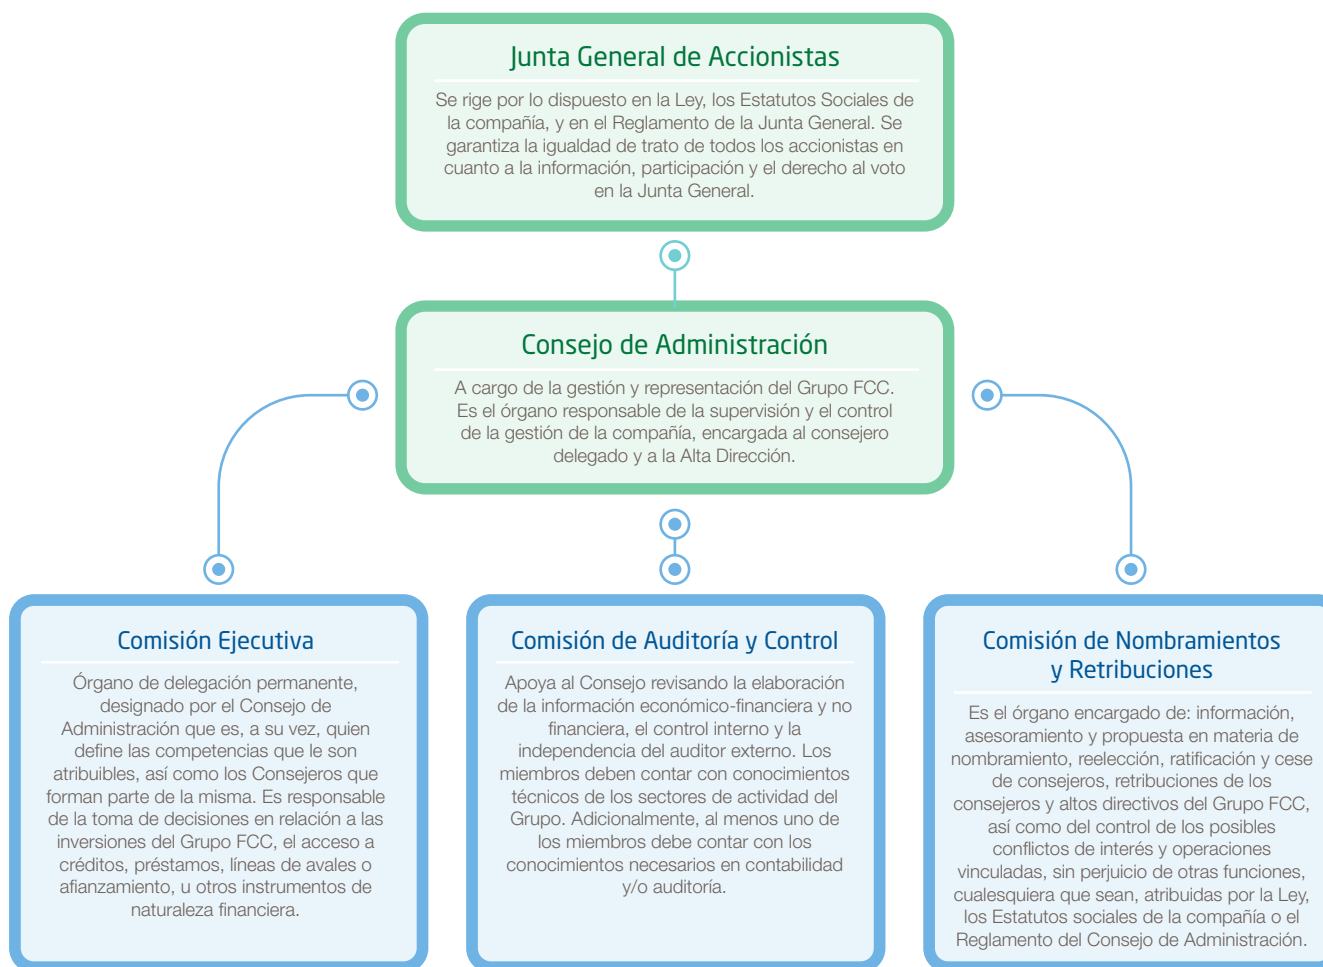 Junta General de Accionistas
Se rige por lo dispuesto en la Ley, los Estatutos Sociales de
la compañía, y en el Reglamento de la Junta General. Se
garantiza la igualdad de trato de todos los accionistas en
cuanto a la información, participación y el derecho al voto
en la Junta General.
Consejo de Administración
A cargo de la gestión y representación del Grupo FCC.
Es el órgano responsable de la supervisión y el control
de la gestión de la compañía, encargada al consejero
delegado y a la Alta Dirección.
Comisión Ejecutiva
Órgano de delegación permanente,
designado por el Consejo de
Administración que es, a su vez, quien
define las competencias que le son
atribuibles, así como los Consejeros que
forman parte de la misma. Es responsable
de la toma de decisiones en relación a las
inversiones del Grupo FCC, el acceso a
créditos, préstamos, líneas de avales o
afianzamiento, u otros instrumentos de
naturaleza financiera.
Comisión de Auditoría y Control
Apoya al Consejo revisando la elaboración
de la información económico-financiera y no
financiera, el control interno y la
independencia del auditor externo. Los
miembros deben contar con conocimientos
técnicos de los sectores de actividad del
Grupo. Adicionalmente, al menos uno de
los miembros debe contar con los
conocimientos necesarios en contabilidad
y/o auditoría.
Comisión de Nombramientos
y Retribuciones
Es el órgano encargado de: información,
asesoramiento y propuesta en materia de
nombramiento, reelección, ratificación y cese
de consejeros, retribuciones de los
consejeros y altos directivos del Grupo FCC,
así como del control de los posibles
conflictos de interés y operaciones
vinculadas, sin perjuicio de otras funciones,
cualesquiera que sean, atribuidas por la Ley,
los Estatutos sociales de la compañía o el
Reglamento del Consejo de Administración.